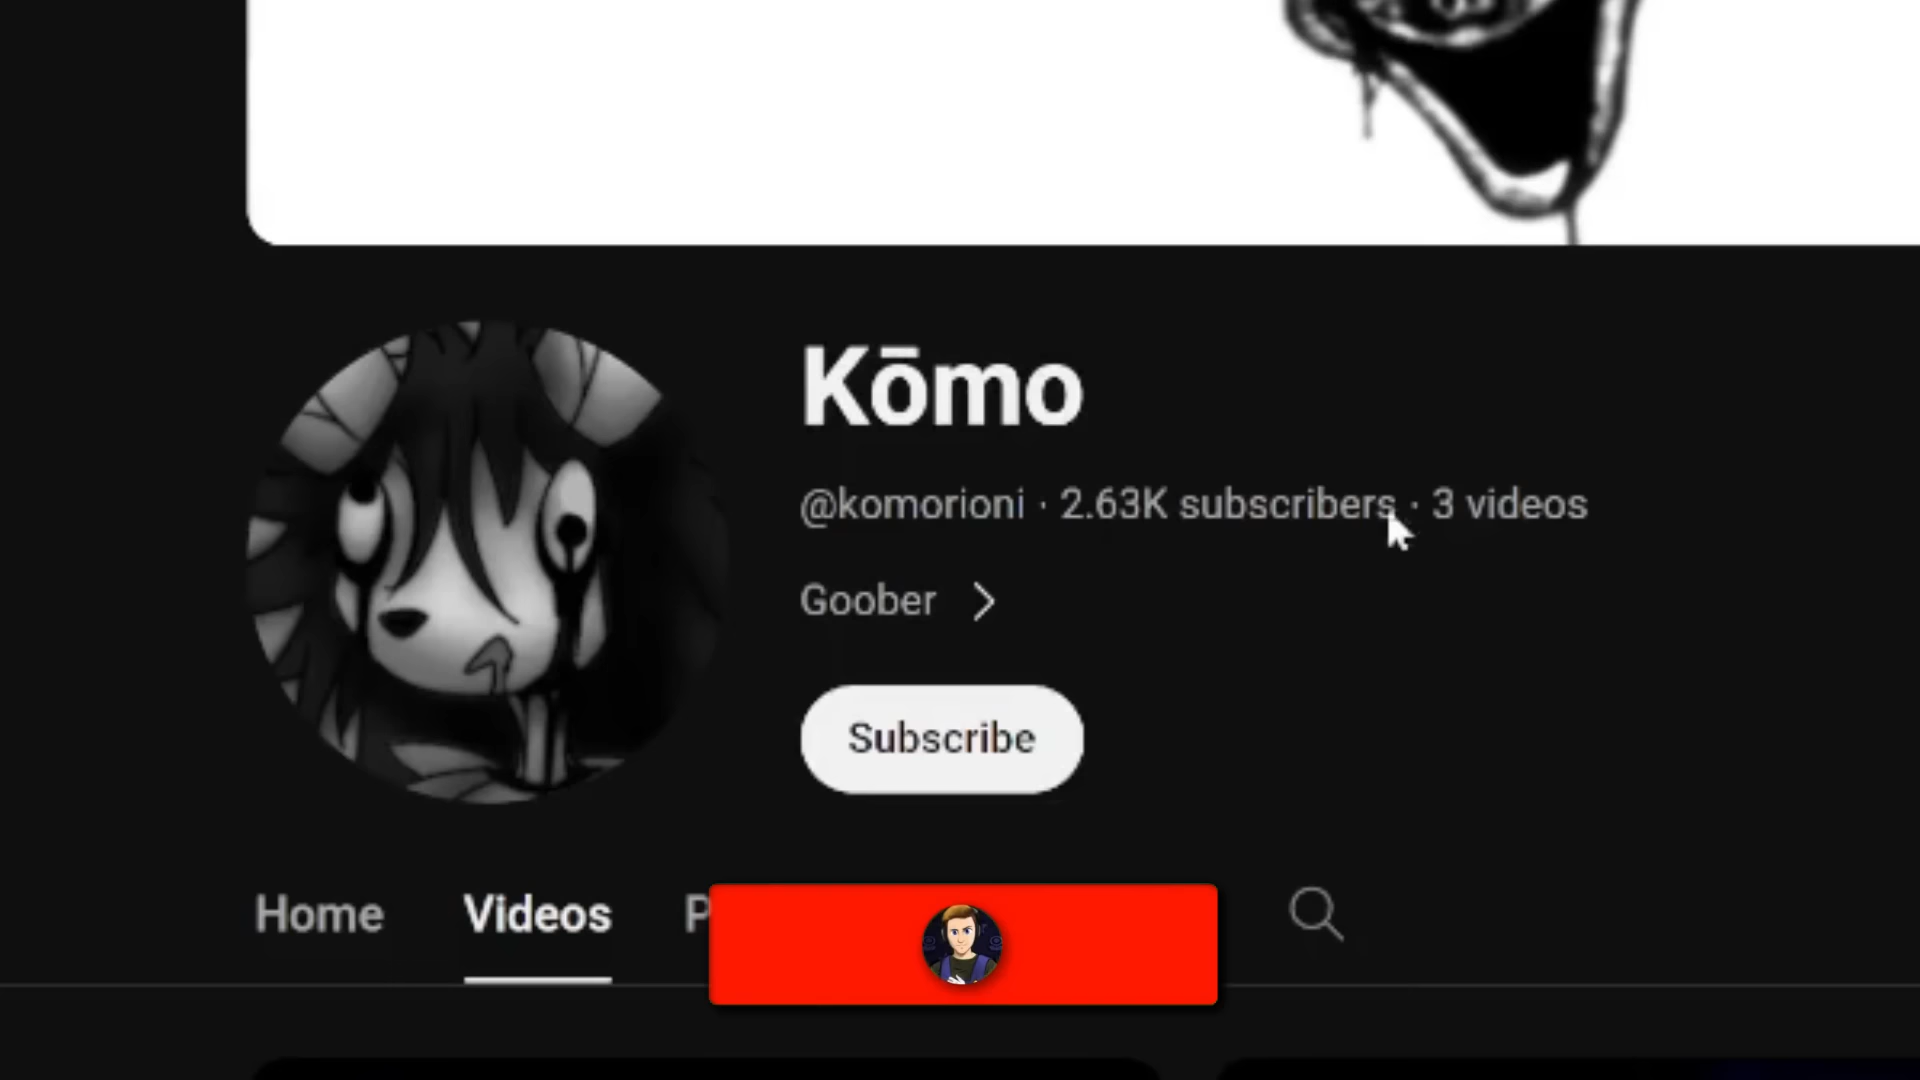 Kōmo
@komorioni · 2.63K subscribers · 3 videos
Goober
Subscribe
Home Videos P